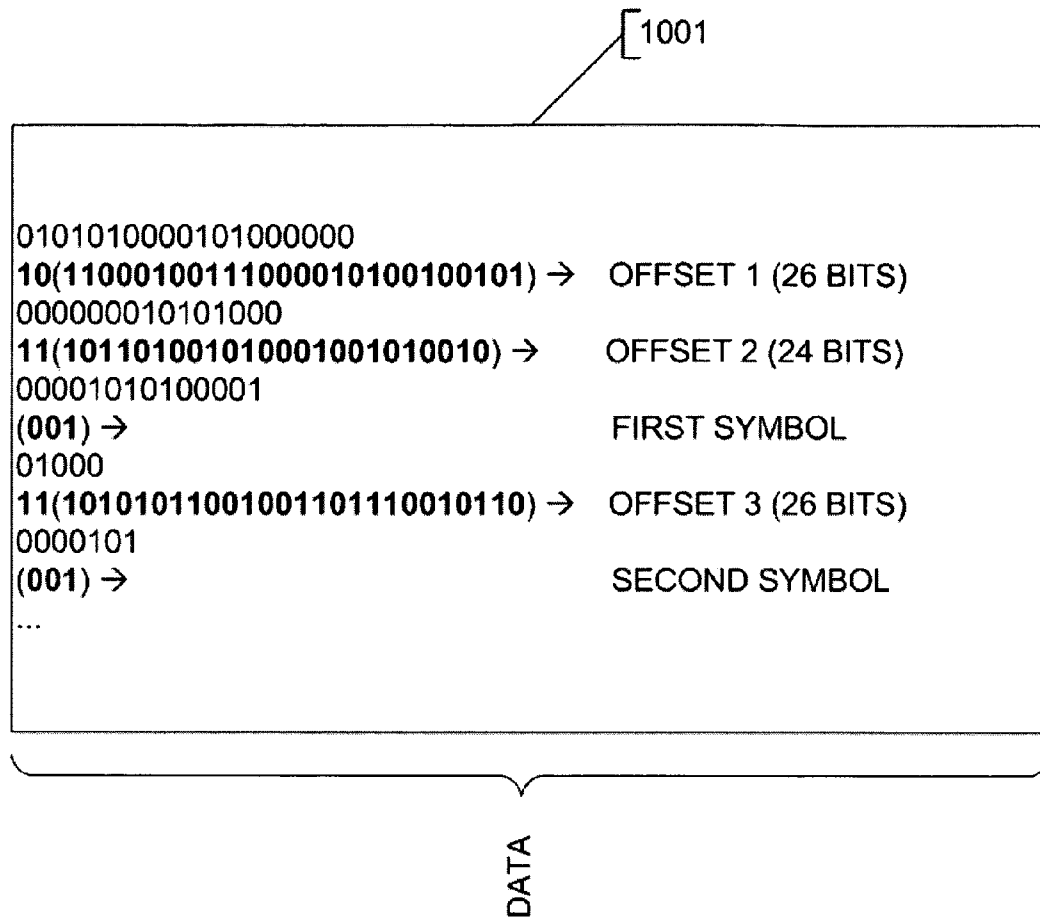 1001
0101010000101000000
10(11000100111000010100100101) → OFFSET 1 (26 BITS)
000000010101000
11(101101001010001001010010) → OFFSET 2 (24 BITS)
00001010100001
(001) → FIRST SYMBOL
01000
11(10101011001001101110010110) → OFFSET 3 (26 BITS)
0000101
(001) → SECOND SYMBOL
...
DATA